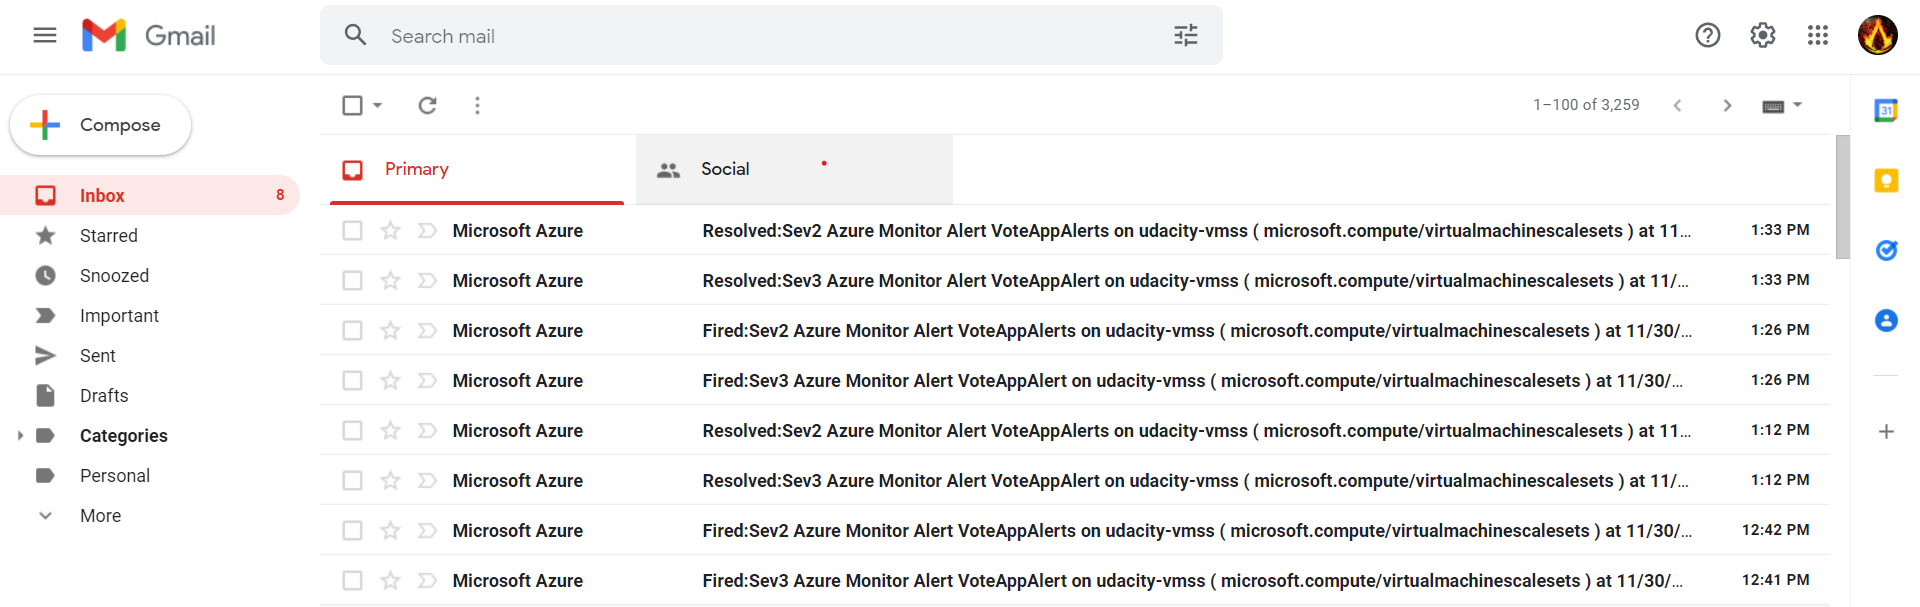 Gmail
Search mail
Compose
1–100 of 3,259
31
Primary
Social
Inbox 8
Starred
Snoozed
Important
Sent
Drafts
Categories
Personal
More
Microsoft Azure Resolved:Sev2 Azure Monitor Alert VoteAppAlerts on udacity-vmss ( microsoft.compute/virtualmachinescalesets ) at 11... 1:33 PM
Microsoft Azure Resolved:Sev3 Azure Monitor Alert VoteAppAlert on udacity-vmss ( microsoft.compute/virtualmachinescalesets ) at 11/... 1:33 PM
Microsoft Azure Fired:Sev2 Azure Monitor Alert VoteAppAlerts on udacity-vmss ( microsoft.compute/virtualmachinescalesets ) at 11/30/... 1:26 PM
Microsoft Azure Fired:Sev3 Azure Monitor Alert VoteAppAlert on udacity-vmss ( microsoft.compute/virtualmachinescalesets ) at 11/30/... 1:26 PM
Microsoft Azure Resolved:Sev2 Azure Monitor Alert VoteAppAlerts on udacity-vmss ( microsoft.compute/virtualmachinescalesets ) at 11... 1:12 PM
Microsoft Azure Resolved:Sev3 Azure Monitor Alert VoteAppAlert on udacity-vmss ( microsoft.compute/virtualmachinescalesets ) at 11/... 1:12 PM
Microsoft Azure Fired:Sev2 Azure Monitor Alert VoteAppAlerts on udacity-vmss ( microsoft.compute/virtualmachinescalesets ) at 11/30/... 12:42 PM
Microsoft Azure Fired:Sev3 Azure Monitor Alert VoteAppAlert on udacity-vmss ( microsoft.compute/virtualmachinescalesets ) at 11/30/... 12:41 PM